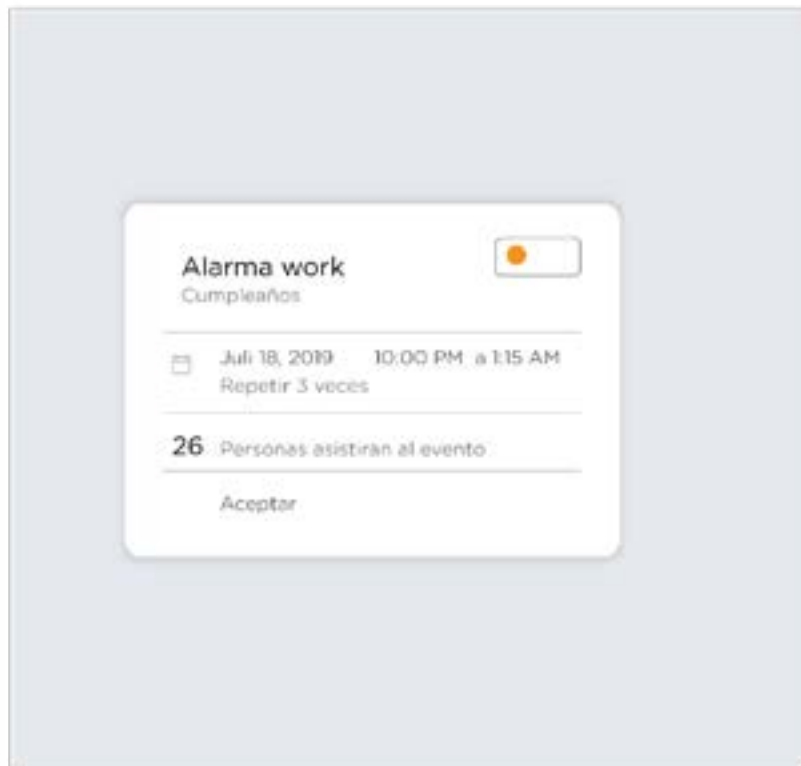 Alarma work
Cumpleaños
Juli 18, 2019 10:00 PM a 1:15 AM
Repetir 3 veces
26 Personas asistiran al evento
Aceptar